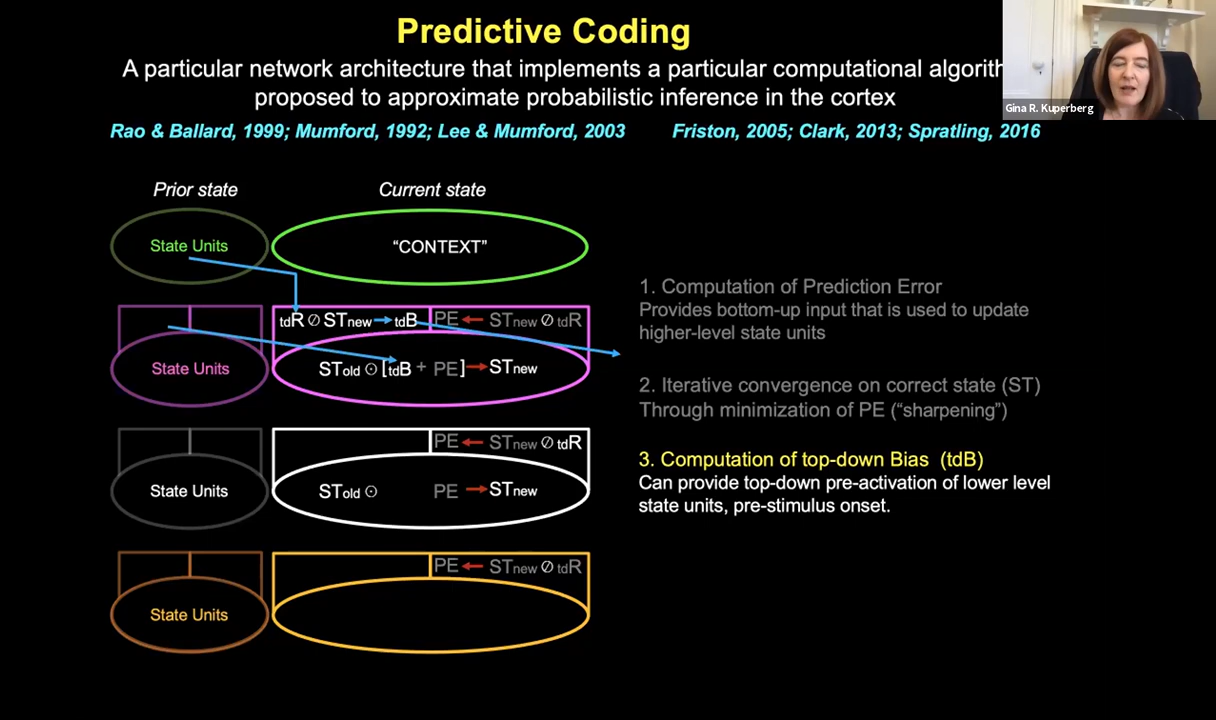 Predictive Coding
A particular network architecture that implements a particular computational
proposed to approximate probabilistic inference in the cortex
Gina R. Kuperberg
Rao & Ballard, 1999; Mumford, 1992; Lee & Mumford, 2003 Friston, 2005; Clark, 2013; Spratling, 2016
Prior state Current state
State Units “CONTEXT”
tdR ⊘ STnew → tdB PE ← STnew ⊘ tdR
State Units STold ⊙ [tdB + PE] → STnew
PE ← STnew ⊘ tdR
State Units STold ⊙ PE → STnew
PE ← STnew ⊘ tdR
State Units
1. Computation of Prediction Error
Provides bottom-up input that is used to update
higher-level state units
2. Iterative convergence on correct state (ST)
Through minimization of PE (“sharpening”)
3. Computation of top-down Bias (tdB)
Can provide top-down pre-activation of lower level
state units, pre-stimulus onset.